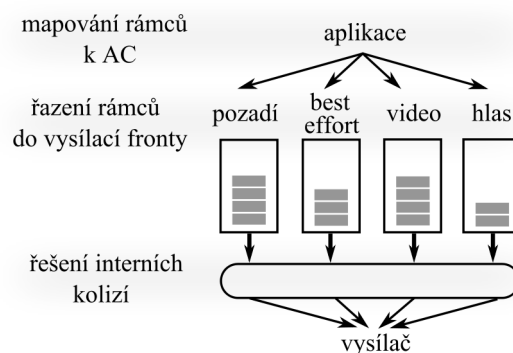 mapování rámců
k AC
aplikace
řazení rámců
do vysílací fronty
pozadí
best
effort
video
hlas
řešení interních
kolizí
vysílač